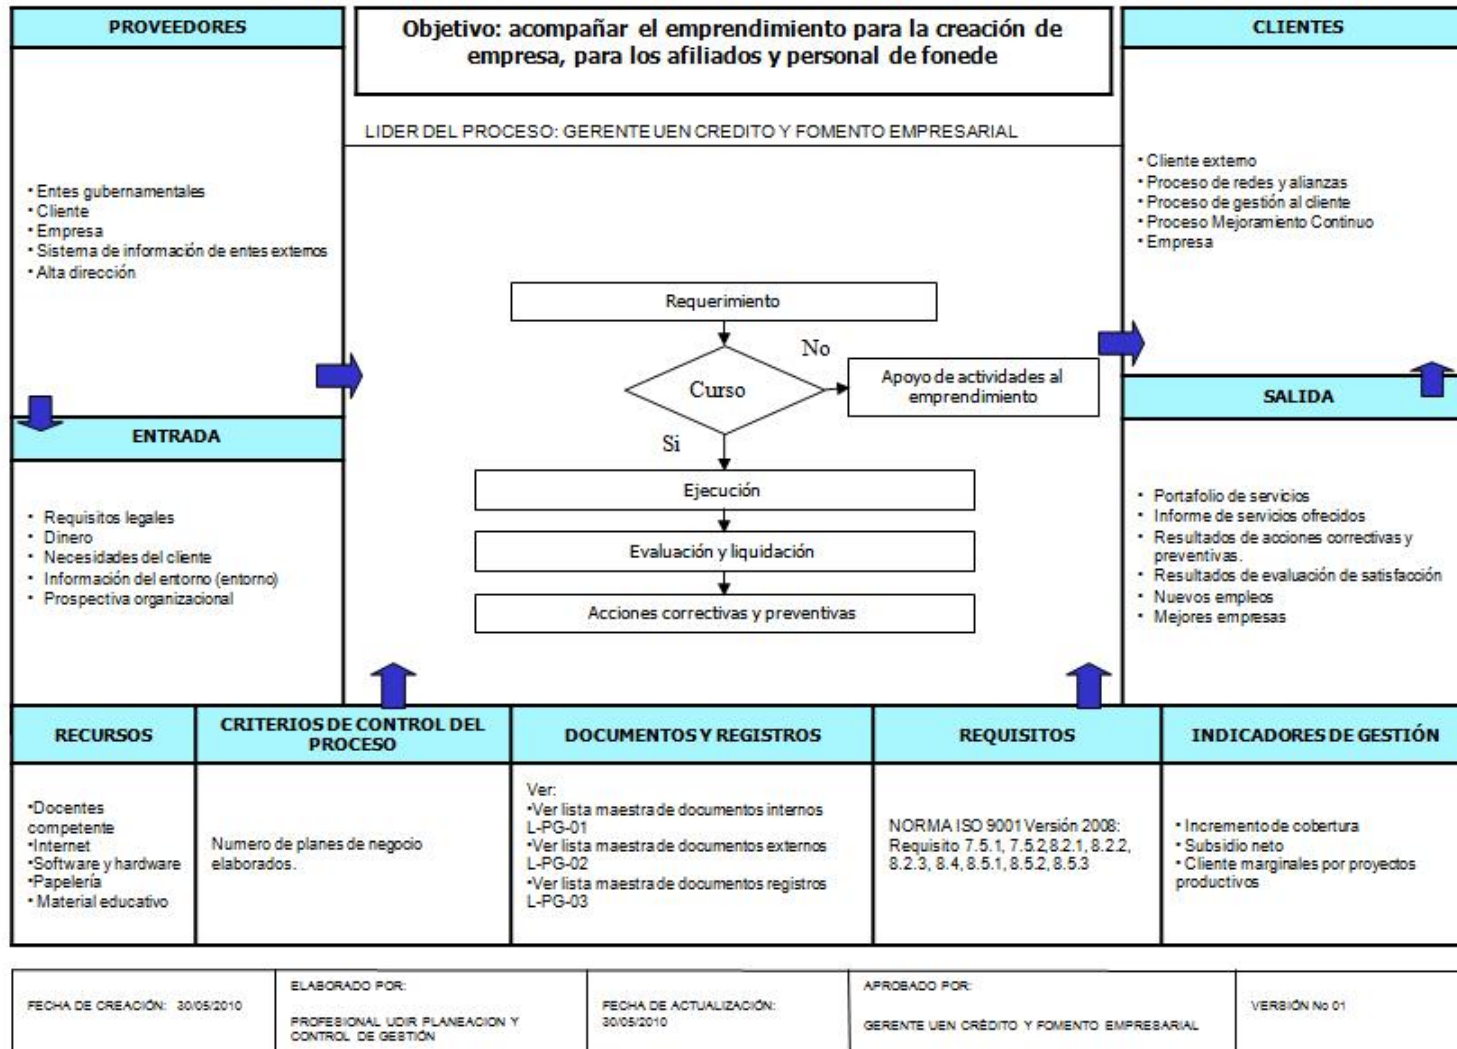 PROVEEDORES
Objetivo: acompañar el emprendimiento para la creación de
empresa, para los afiliados y personal de fonede
CLIENTES
LIDER DEL PROCESO: GERENTE UEN CREDITO Y FOMENTO EMPRESARIAL
• Entes gubernamentales
• Cliente
• Empresa
• Sistema de información de entes externos
• Alta dirección
• Cliente externo
• Proceso de redes y alianzas
• Proceso de gestión al cliente
• Proceso Mejoramiento Continuo
• Empresa
Requerimiento
Curso
No
Apoyo de actividades al
emprendimiento
Si
Ejecución
Evaluación y liquidación
Acciones correctivas y preventivas
ENTRADA
• Requisitos legales
• Dinero
• Necesidades del cliente
• Información del entorno (entorno)
• Prospectiva organizacional
SALIDA
• Portafolio de servicios
• Informe de servicios ofrecidos
• Resultados de acciones correctivas y
preventivas.
• Resultados de evaluación de satisfacción
• Nuevos empleos
• Mejores empresas
RECURSOS
•Docentes
competente
•Internet
•Software y hardware
•Papelería
• Material educativo
CRITERIOS DE CONTROL DEL
PROCESO
Numero de planes de negocio
elaborados.
DOCUMENTOS Y REGISTROS
Ver:
•Ver lista maestra de documentos internos
L-PG-01
•Ver lista maestra de documentos externos
L-PG-02
•Ver lista maestra de documentos registros
L-PG-03
REQUISITOS
NORMA ISO 9001 Versión 2008:
Requisito 7.5.1, 7.5.2,8.2.1, 8.2.2,
8.2.3, 8.4, 8.5.1, 8.5.2, 8.5.3
INDICADORES DE GESTIÓN
• Incremento de cobertura
• Subsidio neto
• Cliente marginales por proyectos
productivos
FECHA DE CREACIÓN: 30/05/2010
ELABORADO POR:
PROFESIONAL UDIR PLANEACION Y
CONTROL DE GESTIÓN
FECHA DE ACTUALIZACIÓN:
30/05/2010
APROBADO POR:
GERENTE UEN CRÉDITO Y FOMENTO EMPRESARIAL
VERSIÓN No 01